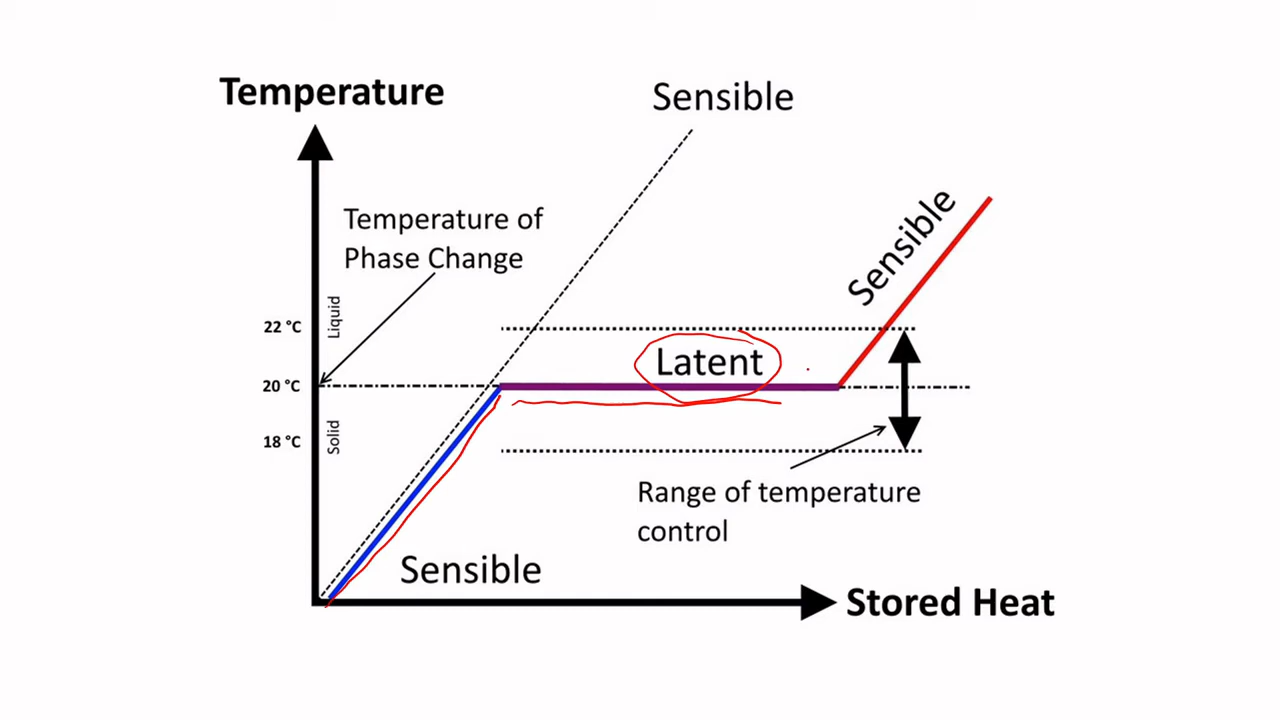 Temperature
Sensible
Temperature of
Phase Change
Sensible
Liquid
22 °C
Latent
20 °C
Solid
18 °C
Range of temperature
control
Sensible
Stored Heat